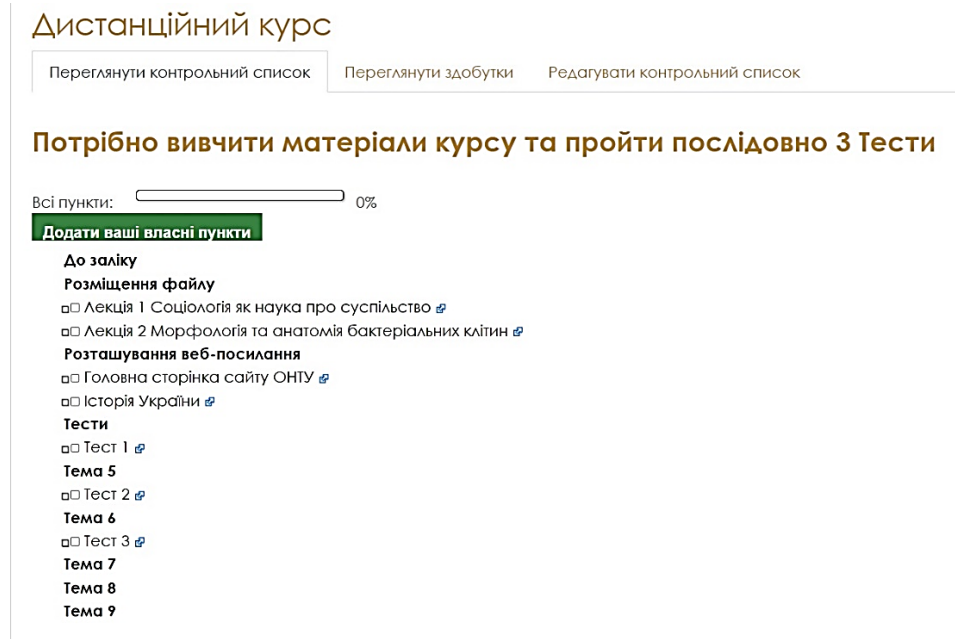 Дистанційний курс
Переглянути контрольний список Переглянути здобутки Редагувати контрольний список
Потрібно вивчити матеріали курсу та пройти послідовно 3 Тести
Всі пункти: 0%
Додати ваші власні пункти
До заліку
Розміщення файлу
Лекція 1 Соціологія як наука про суспільство
Лекція 2 Морфологія та анатомія бактеріальних клітин
Розташування веб-посилання
Головна сторінка сайту ОНТУ
Історія України
Тести
Тест 1
Тема 5
Тест 2
Тема 6
Тест 3
Тема 7
Тема 8
Тема 9